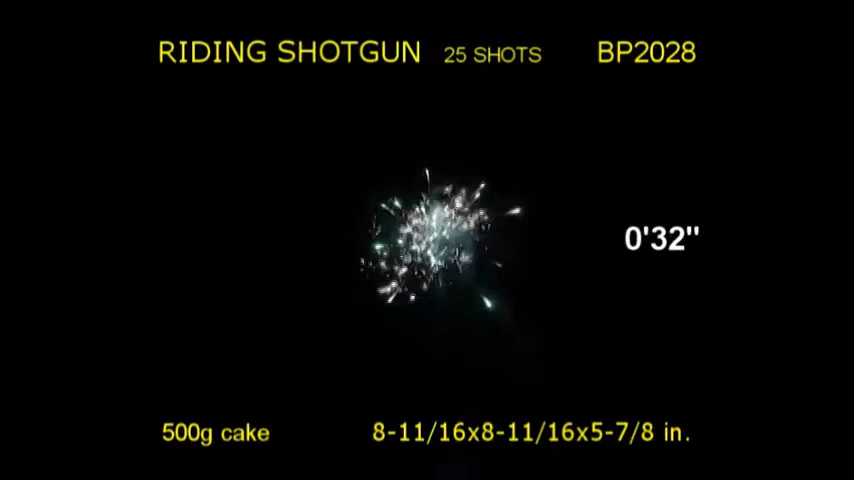 RIDING SHOTGUN 25 SHOTS BP2028
0'32"
500g cake 8-11/16x8-11/16x5-7/8 in.